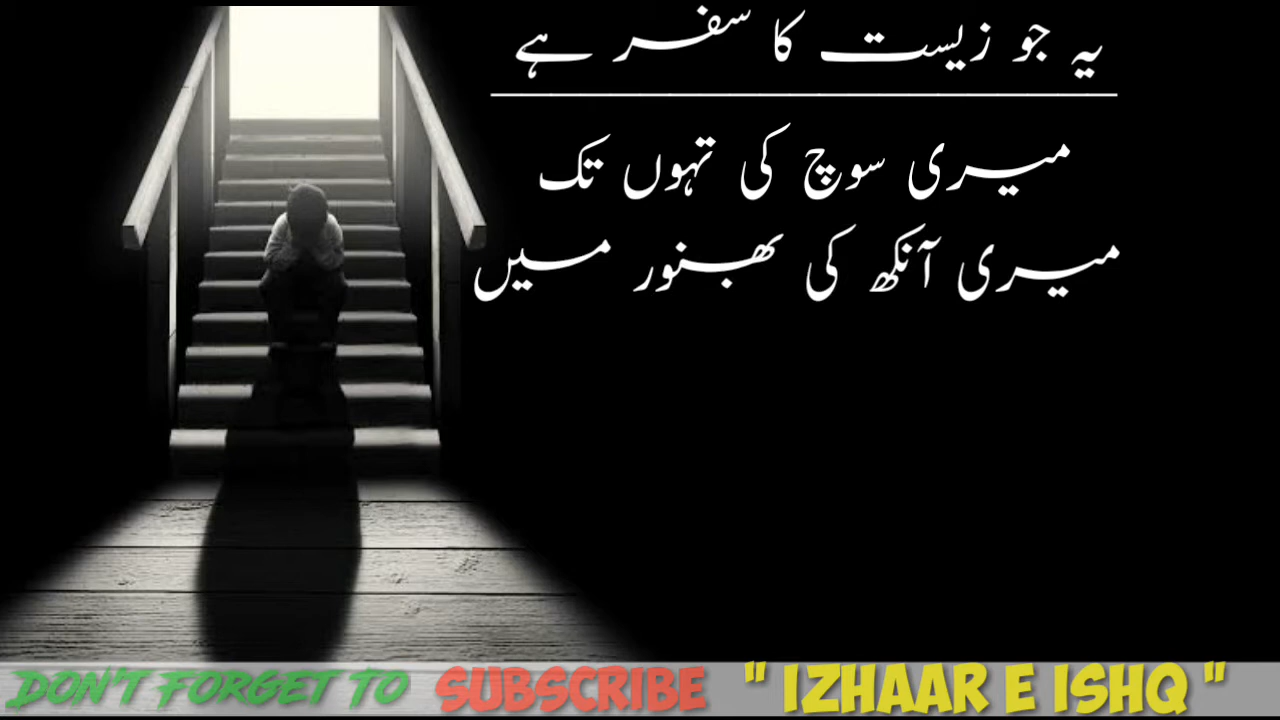 یہ جو زیست کا سفر ہے
میری سوچ کی تہوں تک
میری آنکھ کی بھنور میں
DON'T FORGET TO SUBSCRIBE " IZHAAR E ISHQ "